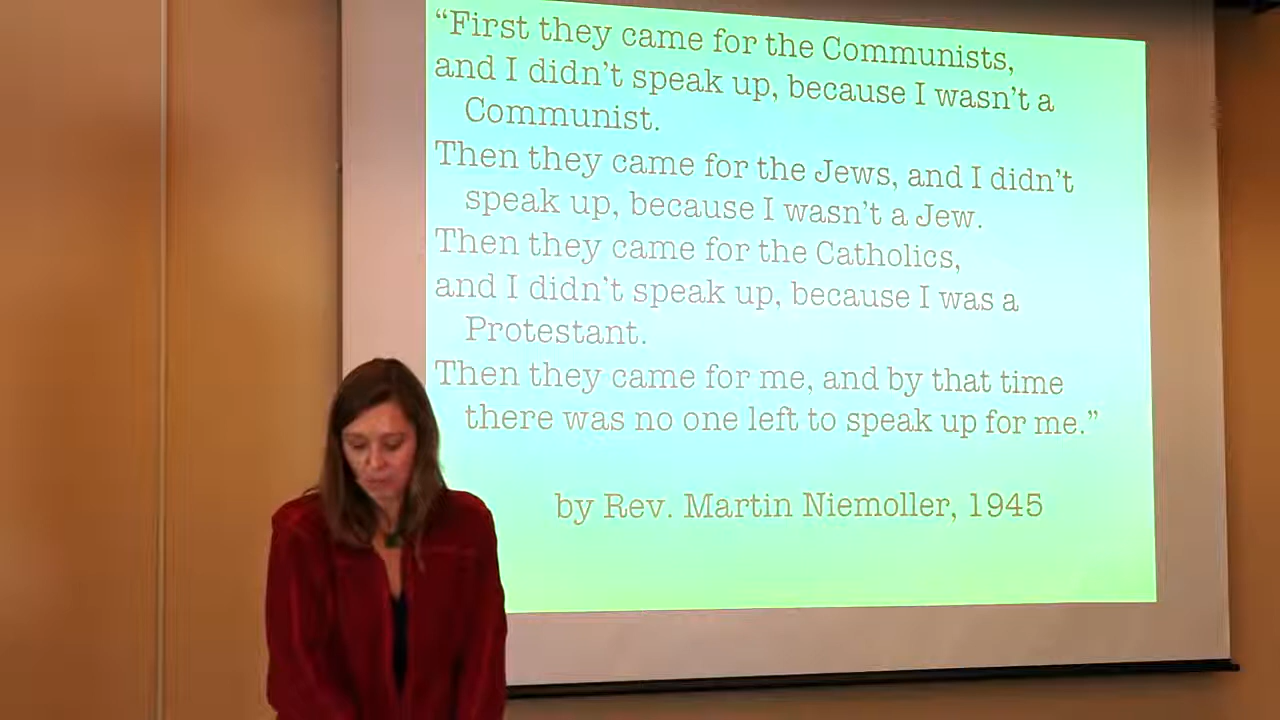 “First they came for the Communists,
and I didn’t speak up, because I wasn’t a
Communist.
Then they came for the Jews, and I didn’t
speak up, because I wasn’t a Jew.
Then they came for the Catholics,
and I didn’t speak up, because I was a
Protestant.
Then they came for me, and by that time
there was no one left to speak up for me.”
by Rev. Martin Niemoller, 1945